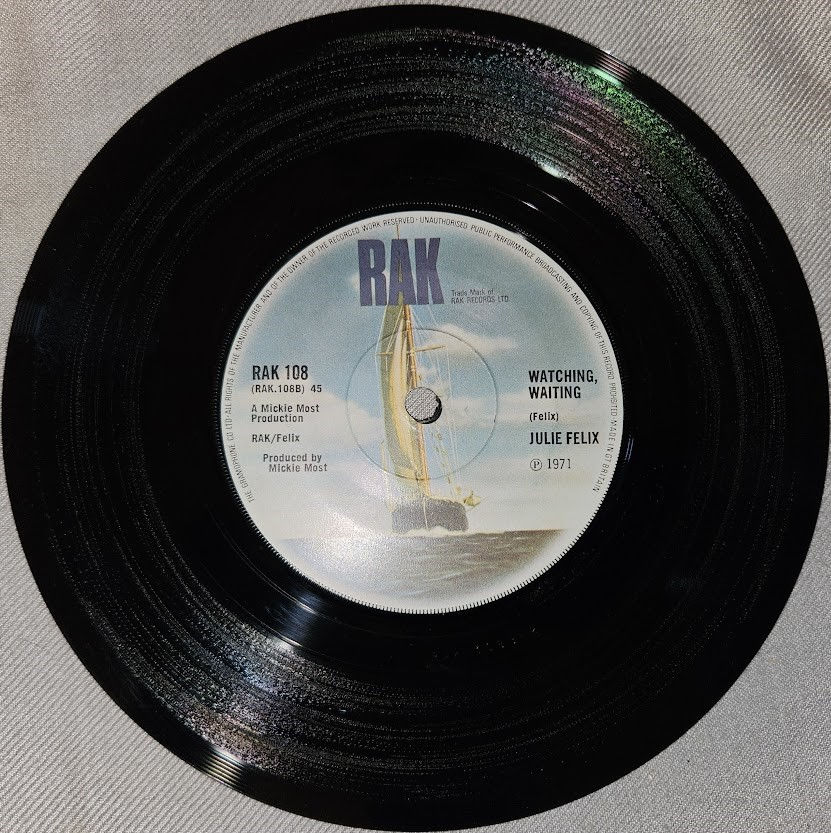 THE GRAMOPHONE CO LTD·ALL RIGHTS OF THE MANUFACTURER AND OF THE OWNER OF THE RECORDED WORK RESERVED·UNAUTHORISED PUBLIC PERFORMANCE BROADCASTING AND COPYING OF THIS RECORD PROHIBITED MADE IN GT BRITAIN
RAK
Trade Mark of
RAK RECORDS LTD.
RAK 108
(RAK.108B) 45
A Mickie Most
Production
RAK/Felix
Produced by
Mickie Most
WATCHING,
WAITING
(Felix)
JULIE FELIX
Ⓟ 1971